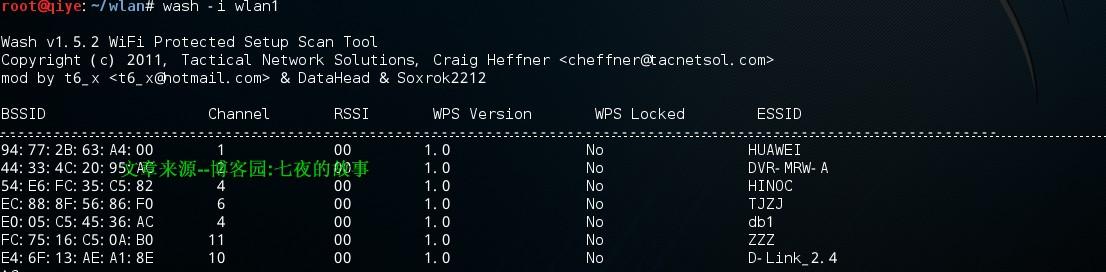 root@qiye:~/wlan# wash -i wlan1
Wash v1.5.2 WiFi Protected Setup Scan Tool
Copyright (c) 2011, Tactical Network Solutions, Craig Heffner <cheffner@tacnetsol.com>
mod by t6_x <t6_x@hotmail.com> & DataHead & Soxrok2212
BSSID Channel RSSI WPS Version WPS Locked ESSID
94:77:2B:63:A4:00 1 00 1.0 No HUAWEI
44:33:4C:20:95: 00 1.0 No DVR-MRW-A
文章来源--博客园:七夜的故事
54:E6:FC:35:C5:82 4 00 1.0 No HINOC
EC:88:8F:56:86:F0 6 00 1.0 No TJZJ
E0:05:C5:45:36:AC 4 00 1.0 No db1
FC:75:16:C5:0A:B0 11 00 1.0 No ZZZ
E4:6F:13:AE:A1:8E 10 00 1.0 No D-Link_2.4